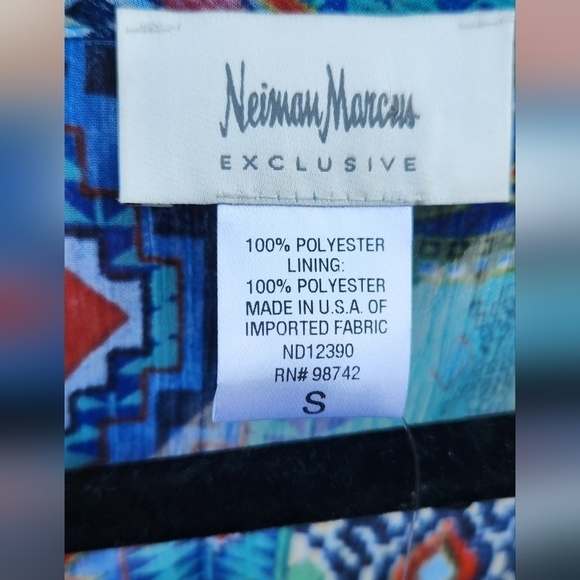 Neiman Marcus
EXCLUSIVE
100% POLYESTER
LINING:
100% POLYESTER
MADE IN U.S.A. OF
IMPORTED FABRIC
ND12390
RN# 98742
S